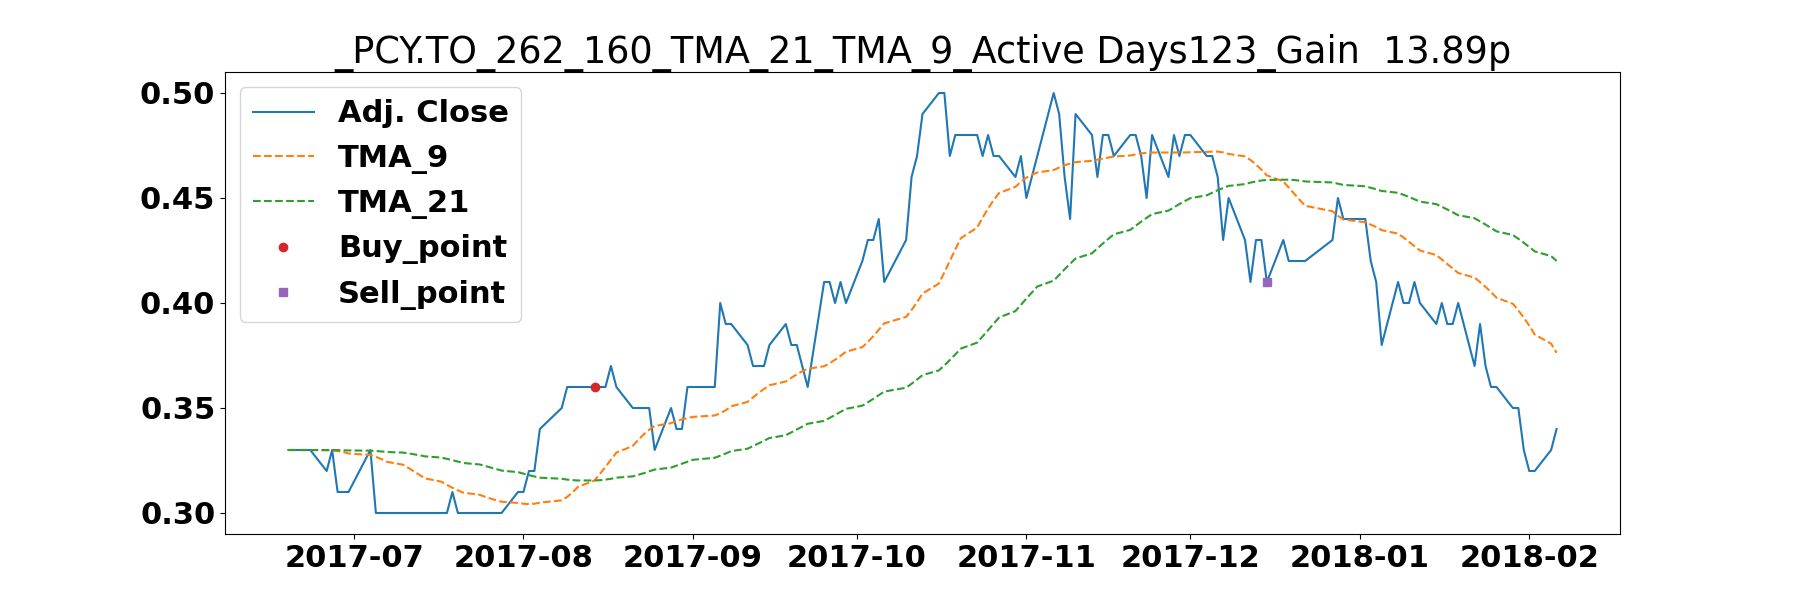 _PCY.TO_262_160_TMA_21_TMA_9_Active Days123_Gain  13.89p
0.50
0.45
0.40
0.35
0.30
Adj. Close
TMA_9
TMA_21
Buy_point
Sell_point
2017-07 2017-08 2017-09 2017-10 2017-11 2017-12 2018-01 2018-02